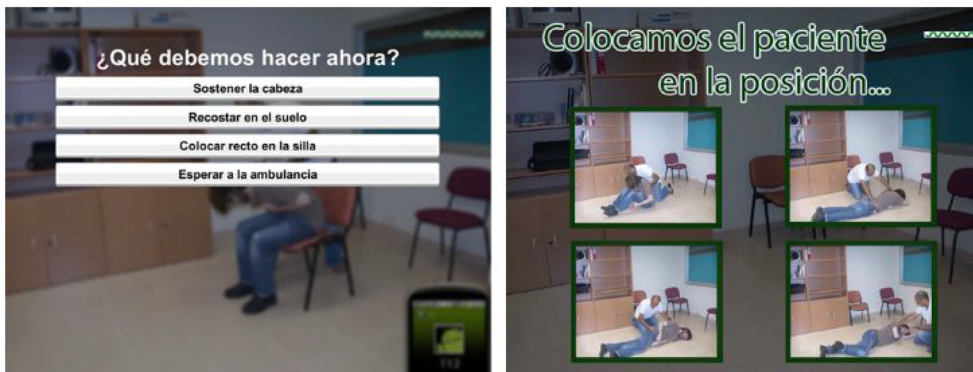 ¿Qué debemos hacer ahora?
Sostener la cabeza
Recostar en el suelo
Colocar recto en la silla
Esperar a la ambulancia
112
Colocamos el paciente
en la posición...